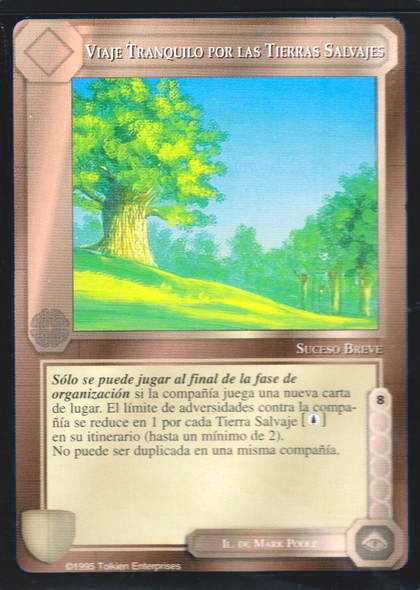 Viaje Tranquilo por las Tierras Salvajes
Suceso Breve
Sólo se puede jugar al final de la fase de
organización si la compañía juega una nueva carta
de lugar. El límite de adversidades contra la compa-
ñía se reduce en 1 por cada Tierra Salvaje [ ]
en su itinerario (hasta un mínimo de 2).
No puede ser duplicada en una misma compañía.
8
Il. de Mark Poole
©1995 Tolkien Enterprises